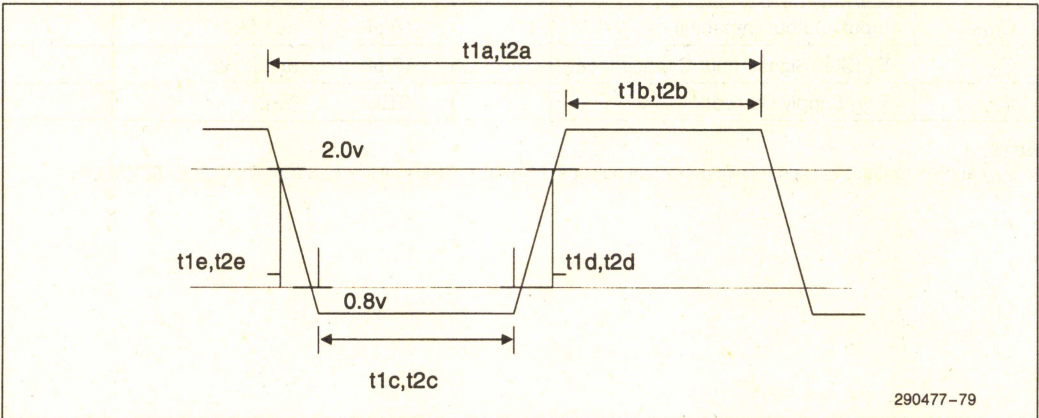 t1a,t2a
t1b,t2b
2.0v
t1e,t2e
t1d,t2d
0.8v
t1c,t2c
290477-79